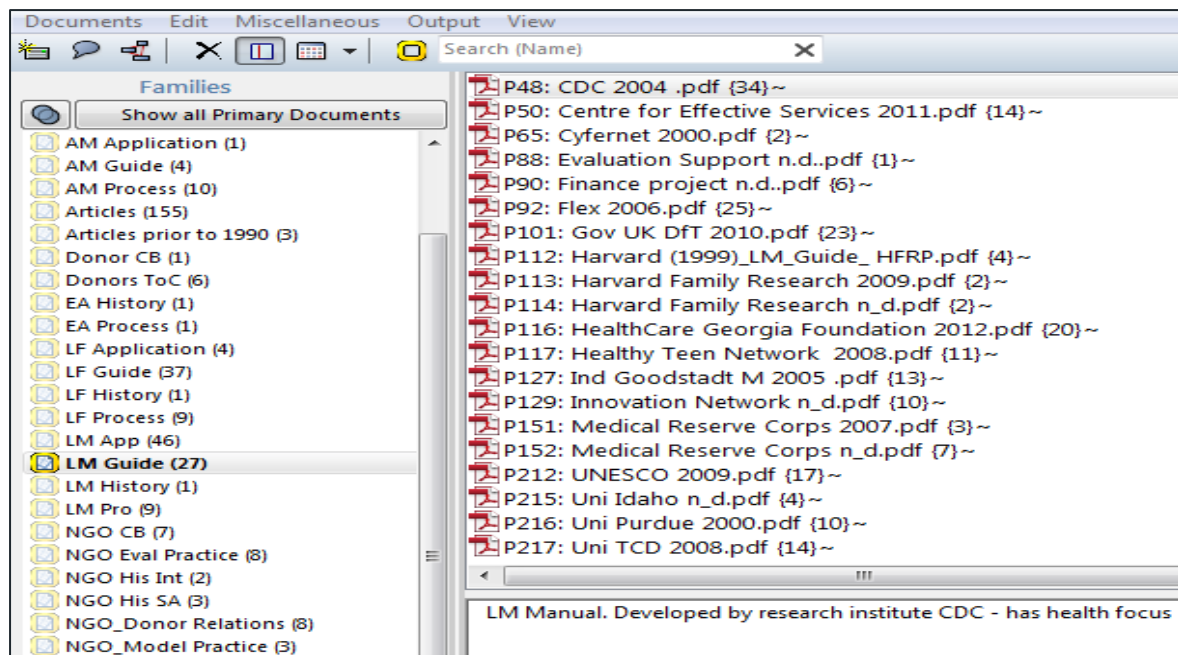 Documents Edit Miscellaneous Output View
Search (Name)
Families
Show all Primary Documents
AM Application (1)
AM Guide (4)
AM Process (10)
Articles (155)
Articles prior to 1990 (3)
Donor CB (1)
Donors ToC (6)
EA History (1)
EA Process (1)
LF Application (4)
LF Guide (37)
LF History (1)
LF Process (9)
LM App (46)
LM Guide (27)
LM History (1)
LM Pro (9)
NGO CB (7)
NGO Eval Practice (8)
NGO His Int (2)
NGO His SA (3)
NGO_Donor Relations (8)
NGO_Model Practice (3)
P48: CDC 2004 .pdf {34}~
P50: Centre for Effective Services 2011.pdf {14}~
P65: Cyfernet 2000.pdf {2}~
P88: Evaluation Support n.d..pdf {1}~
P90: Finance project n.d..pdf {6}~
P92: Flex 2006.pdf {25}~
P101: Gov UK DfT 2010.pdf {23}~
P112: Harvard (1999)_LM_Guide_ HFRP.pdf {4}~
P113: Harvard Family Research 2009.pdf {2}~
P114: Harvard Family Research n_d.pdf {2}~
P116: HealthCare Georgia Foundation 2012.pdf {20}~
P117: Healthy Teen Network  2008.pdf {11}~
P127: Ind Goodstadt M 2005 .pdf {13}~
P129: Innovation Network n_d.pdf {10}~
P151: Medical Reserve Corps 2007.pdf {3}~
P152: Medical Reserve Corps n_d.pdf {7}~
P212: UNESCO 2009.pdf {17}~
P215: Uni Idaho n_d.pdf {4}~
P216: Uni Purdue 2000.pdf {10}~
P217: Uni TCD 2008.pdf {14}~
LM Manual. Developed by research institute CDC - has health focus